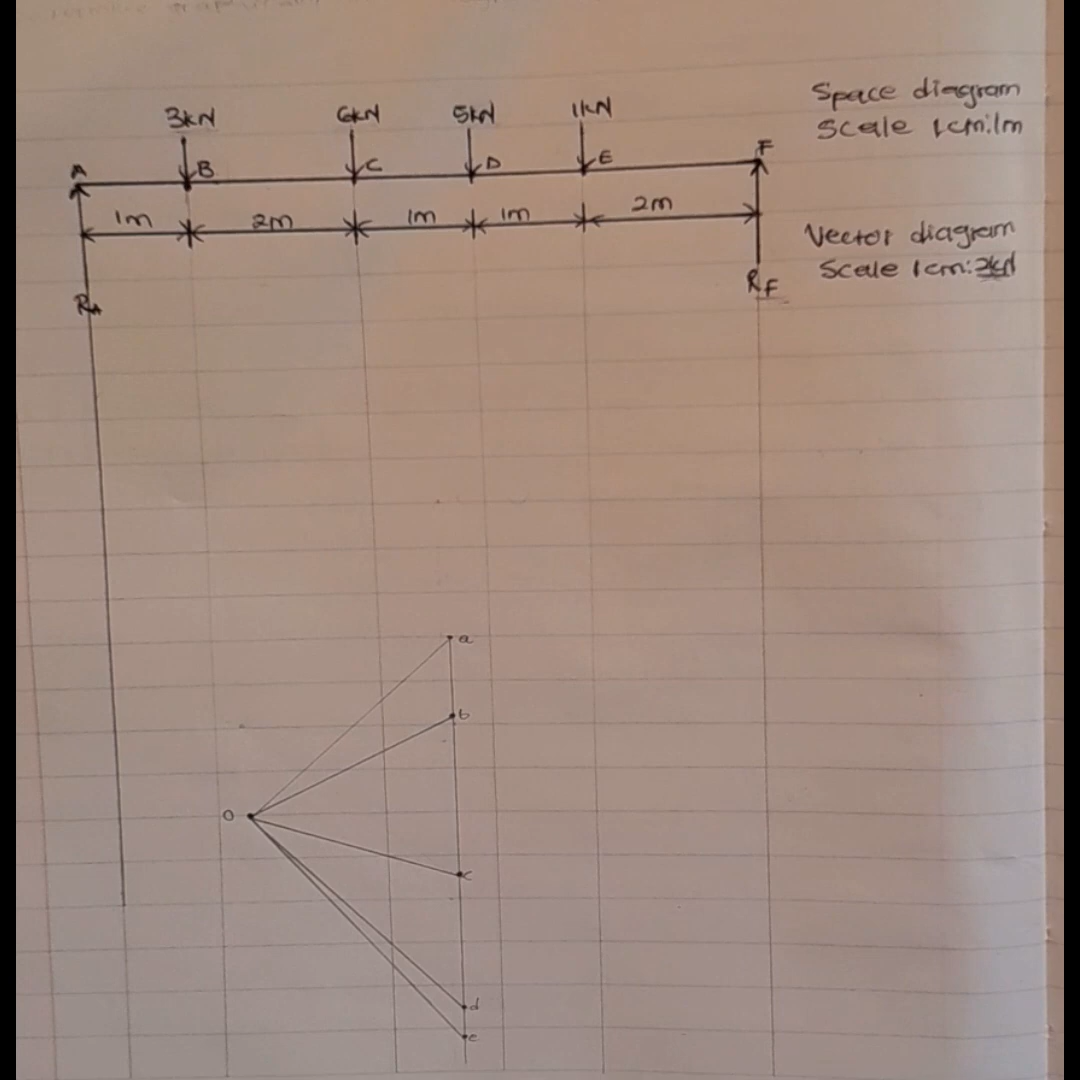 3kN 6kN 5kN 1kN
Space diagram
Scale 1cm:1m
A B C D E F
1m 2m 1m 1m 2m
Vector diagram
Scale 1cm:2kN
RA RF
a
b
O
c
d
e